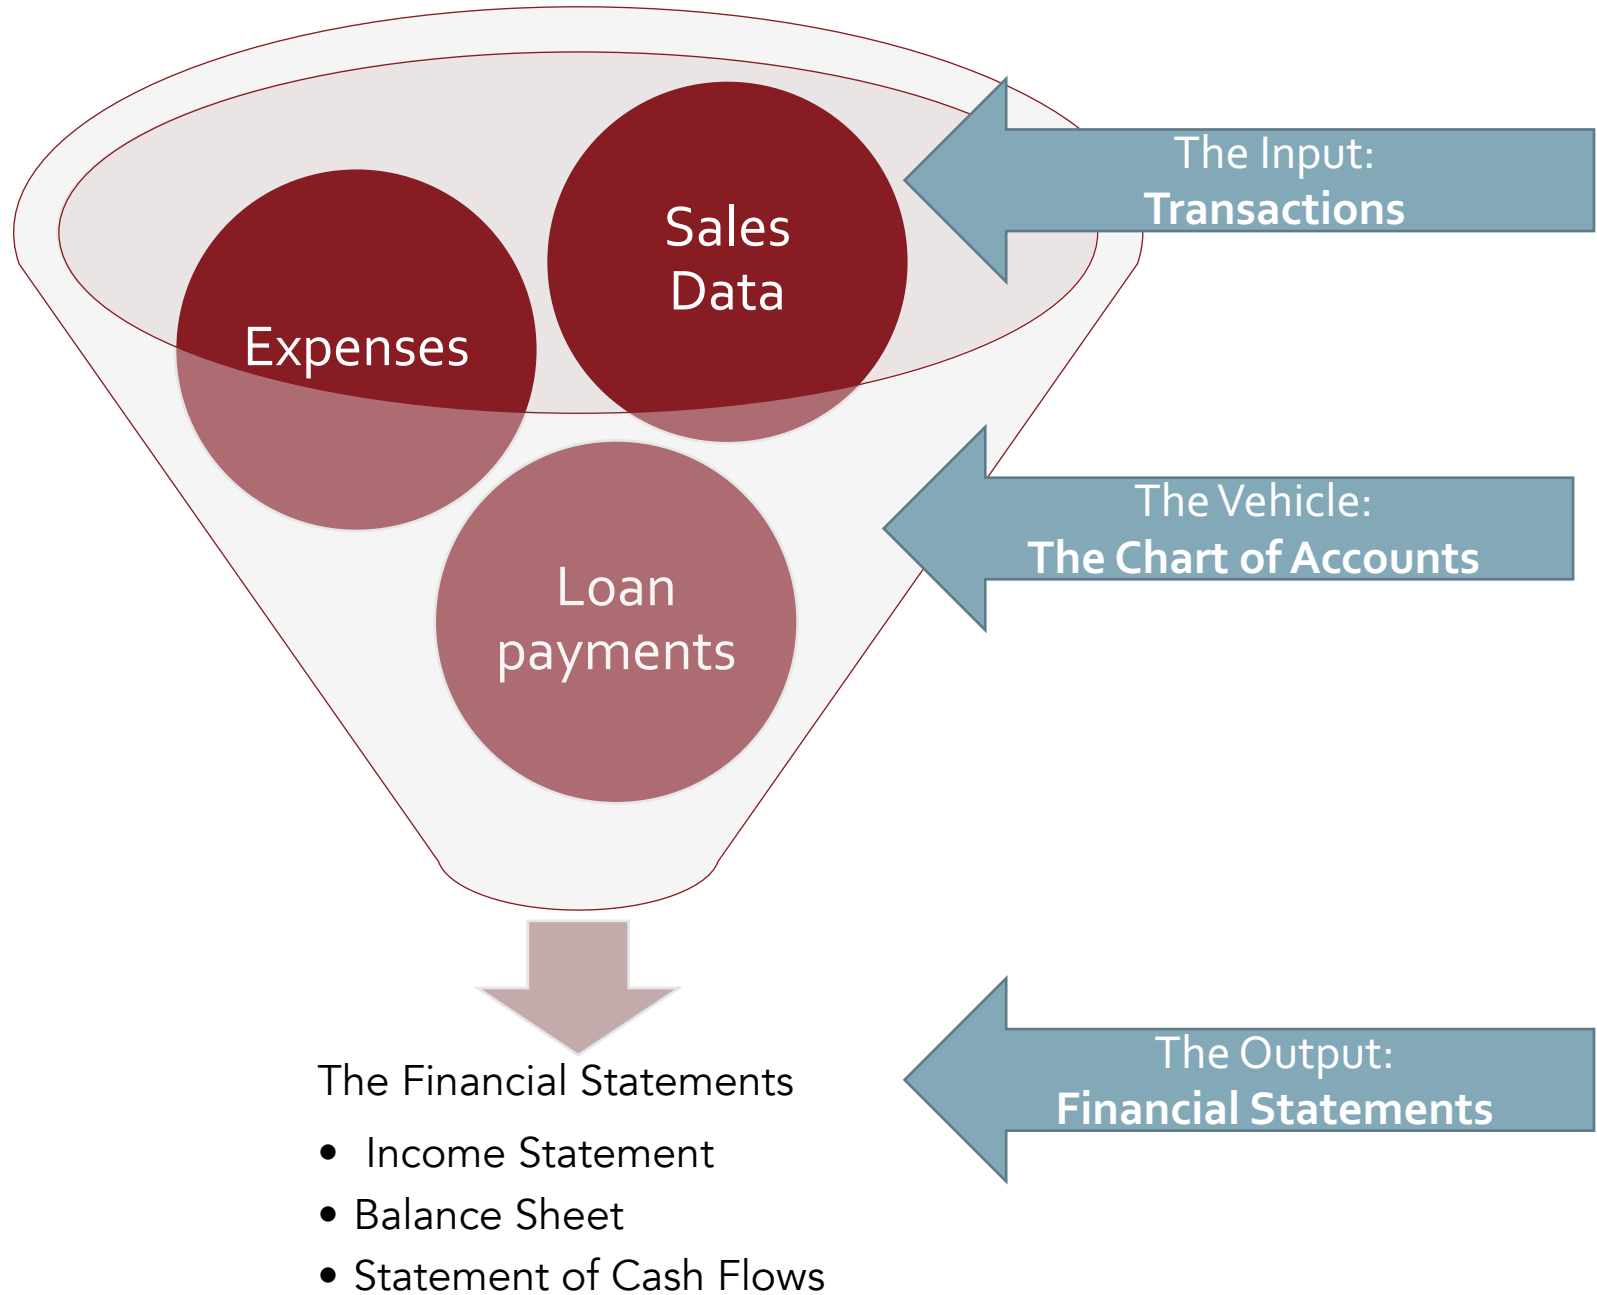 The Input:
Transactions
Sales
Data
Expenses
The Vehicle:
The Chart of Accounts
Loan
payments
The Output:
Financial Statements
The Financial Statements
• Income Statement
• Balance Sheet
• Statement of Cash Flows